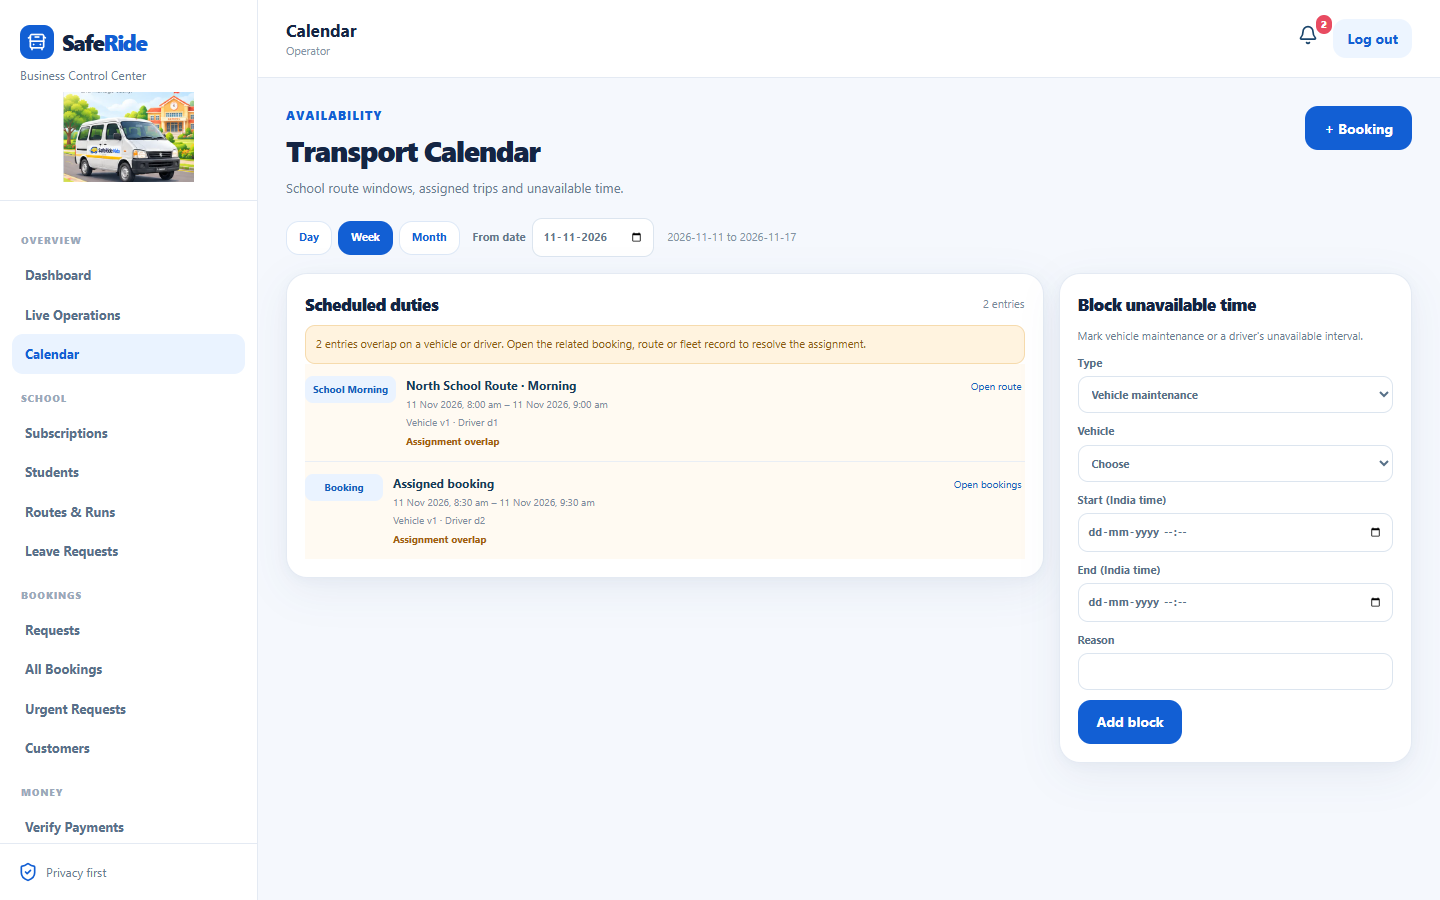 SafeRide
Business Control Center
OVERVIEW
Dashboard
Live Operations
Calendar
SCHOOL
Subscriptions
Students
Routes & Runs
Leave Requests
BOOKINGS
Requests
All Bookings
Urgent Requests
Customers
MONEY
Verify Payments
Privacy first
Calendar
Operator
2
Log out
AVAILABILITY
Transport Calendar
School route windows, assigned trips and unavailable time.
+ Booking
Day
Week
Month
From date
11-11-2026
2026-11-11 to 2026-11-17
Scheduled duties
2 entries
2 entries overlap on a vehicle or driver. Open the related booking, route or fleet record to resolve the assignment.
School Morning
North School Route · Morning
Open route
11 Nov 2026, 8:00 am – 11 Nov 2026, 9:00 am
Vehicle v1 · Driver d1
Assignment overlap
Booking
Assigned booking
Open bookings
11 Nov 2026, 8:30 am – 11 Nov 2026, 9:30 am
Vehicle v1 · Driver d2
Assignment overlap
Block unavailable time
Mark vehicle maintenance or a driver's unavailable interval.
Type
Vehicle maintenance
Vehicle
Choose
Start (India time)
dd-mm-yyyy --:--
End (India time)
dd-mm-yyyy --:--
Reason
Add block